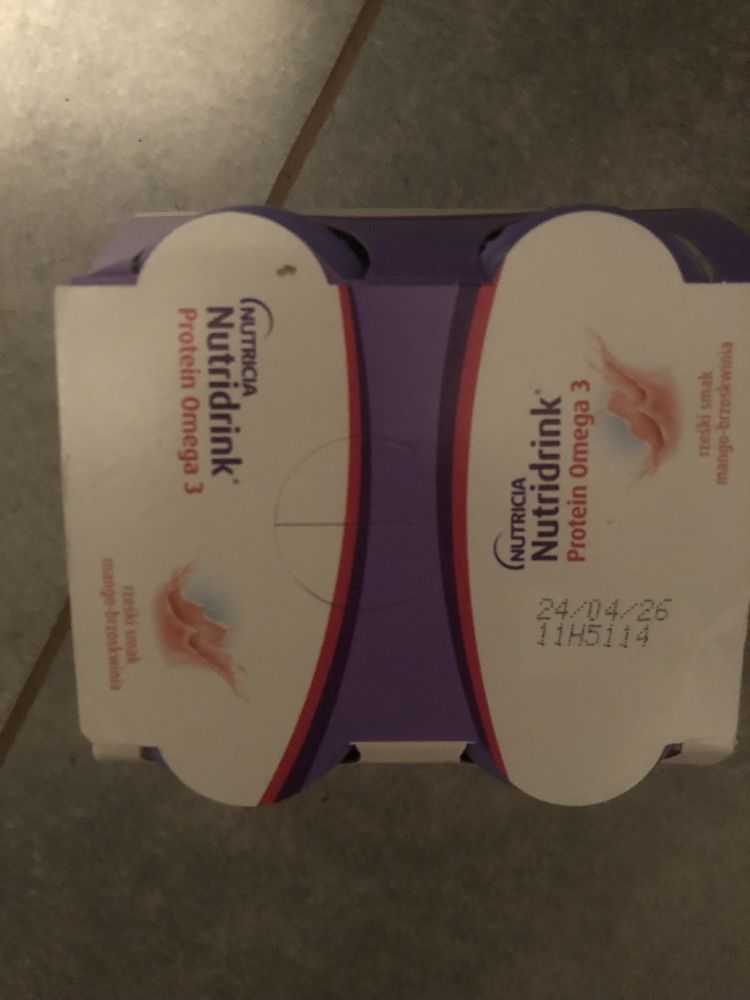 NUTRICIA
Nutridrink®
Protein Omega 3
rześki smak
mango-brzoskwinia
NUTRICIA
Nutridrink®
Protein Omega 3
rześki smak
mango-brzoskwinia
24/04/26
11H5114